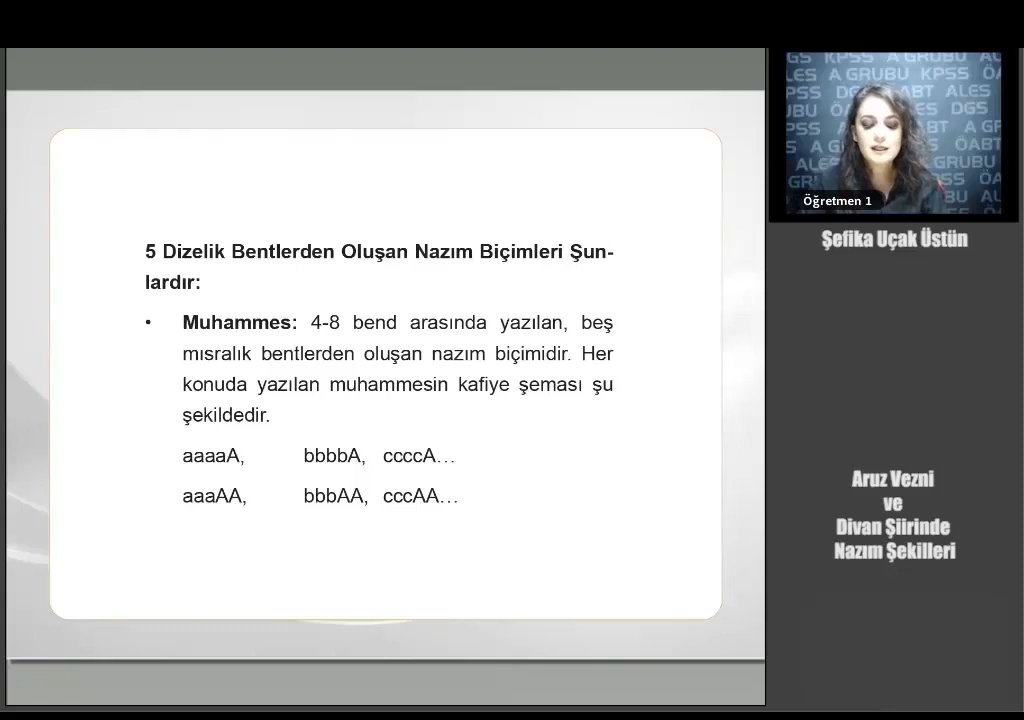 5 Dizelik Bentlerden Oluşan Nazım Biçimleri Şun-
lardır:
• Muhammes: 4-8 bend arasında yazılan, beş
mısralık bentlerden oluşan nazım biçimidir. Her
konuda yazılan muhammesin kafiye şeması şu
şekildedir.
aaaaA, bbbbA, ccccA…
aaaAA, bbbAA, cccAA…
Öğretmen 1
Şefika Uçak Üstün
Aruz Vezni
ve
Divan Şiirinde
Nazım Şekilleri